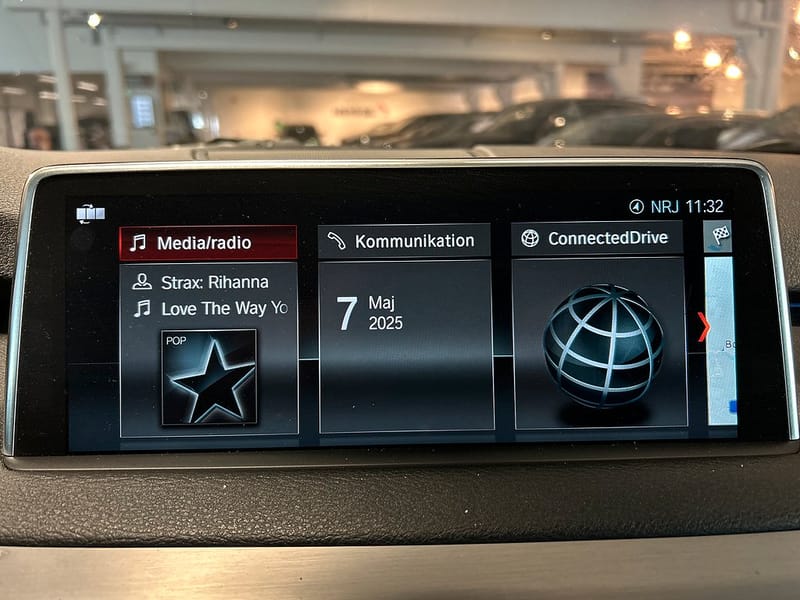 NRJ 11:32
Media/radio
Strax: Rihanna
Love The Way Yo
POP
Kommunikation
7 Maj
2025
ConnectedDrive